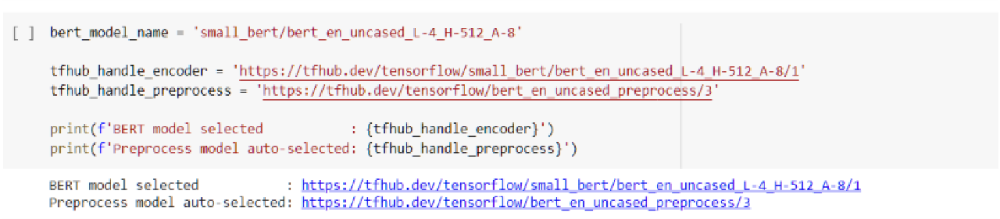 [ ] bert_model_name = 'small_bert/bert_en_uncased_L-4_H-512_A-8'
tfhub_handle_encoder = 'https://tfhub.dev/tensorflow/small_bert/bert_en_uncased_L-4_H-512_A-8/1'
tfhub_handle_preprocess = 'https://tfhub.dev/tensorflow/bert_en_uncased_preprocess/3'
print(f'BERT model selected           : {tfhub_handle_encoder}')
print(f'Preprocess model auto-selected: {tfhub_handle_preprocess}')
BERT model selected           : https://tfhub.dev/tensorflow/small_bert/bert_en_uncased_L-4_H-512_A-8/1
Preprocess model auto-selected: https://tfhub.dev/tensorflow/bert_en_uncased_preprocess/3